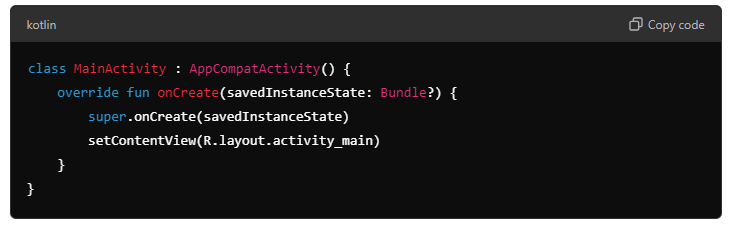 kotlin
Copy code
class MainActivity : AppCompatActivity() {
    override fun onCreate(savedInstanceState: Bundle?) {
        super.onCreate(savedInstanceState)
        setContentView(R.layout.activity_main)
    }
}